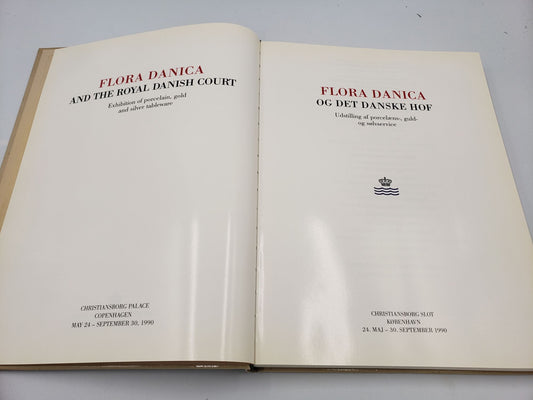 FLORA DANICA
AND THE ROYAL DANISH COURT
Exhibition of porcelain, gold
and silver tableware
CHRISTIANSBORG PALACE
COPENHAGEN
MAY 24 – SEPTEMBER 30, 1990
FLORA DANICA
OG DET DANSKE HOF
Udstilling af porcelæns-, guld-
og sølvservice
CHRISTIANSBORG SLOT
KØBENHAVN
24. MAJ – 30. SEPTEMBER 1990